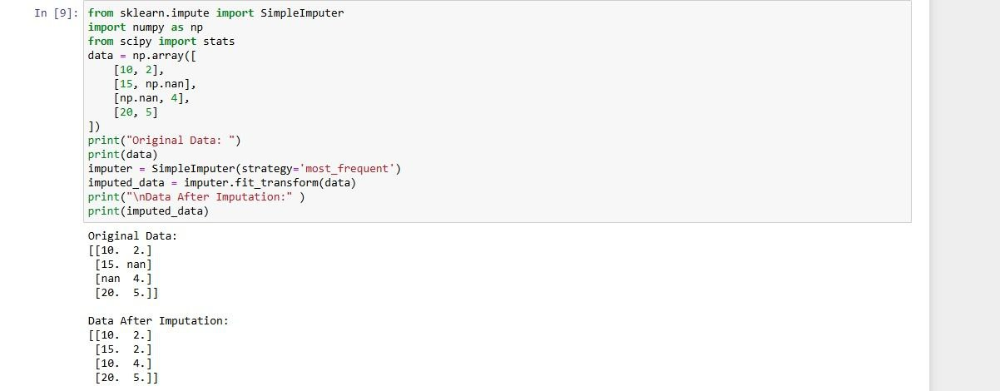 In [9]: from sklearn.impute import SimpleImputer
import numpy as np
from scipy import stats
data = np.array([
    [10, 2],
    [15, np.nan],
    [np.nan, 4],
    [20, 5]
])
print("Original Data: ")
print(data)
imputer = SimpleImputer(strategy='most_frequent')
imputed_data = imputer.fit_transform(data)
print("\nData After Imputation:" )
print(imputed_data)
Original Data:
[[10.  2.]
 [15. nan]
 [nan  4.]
 [20.  5.]]
Data After Imputation:
[[10.  2.]
 [15.  2.]
 [10.  4.]
 [20.  5.]]